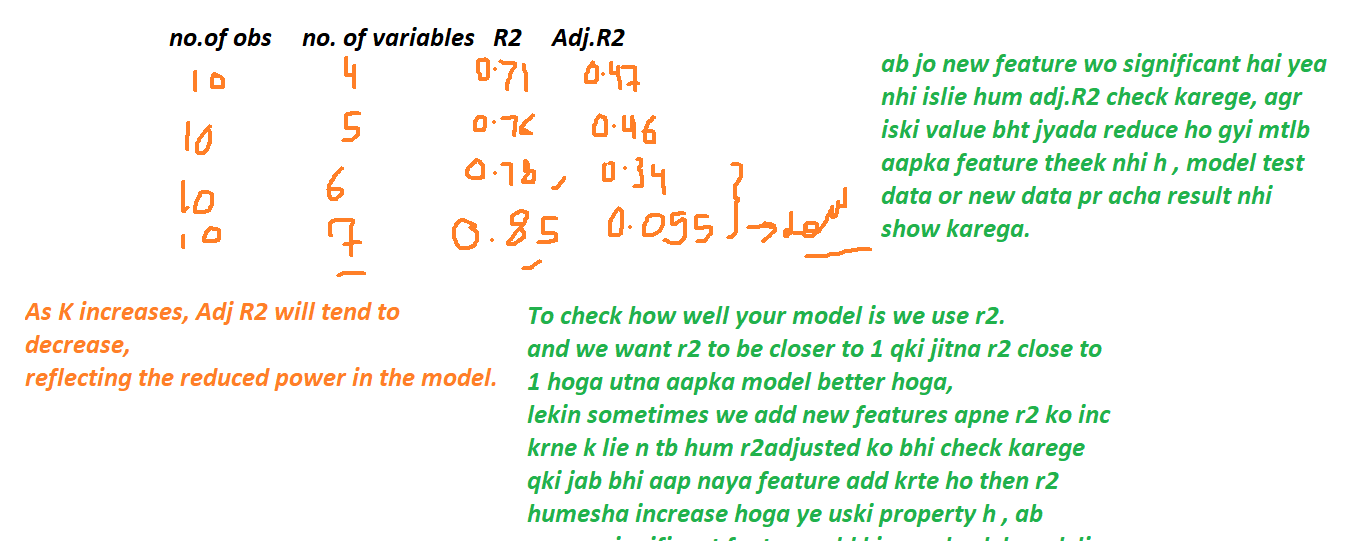 no.of obs no. of variables R2 Adj.R2
10 4 0.71 0.47
10 5 0.76 0.46
10 6 0.78, 0.34
10 7 0.85 0.095 } → low
ab jo new feature wo significant hai yea
nhi islie hum adj.R2 check karege, agr
iski value bht jyada reduce ho gyi mtlb
aapka feature theek nhi h , model test
data or new data pr acha result nhi
show karega.
As K increases, Adj R2 will tend to
decrease,
reflecting the reduced power in the model.
To check how well your model is we use r2.
and we want r2 to be closer to 1 qki jitna r2 close to
1 hoga utna aapka model better hoga,
lekin sometimes we add new features apne r2 ko inc
krne k lie n tb hum r2adjusted ko bhi check karege
qki jab bhi aap naya feature add krte ho then r2
humesha increase hoga ye uski property h , ab